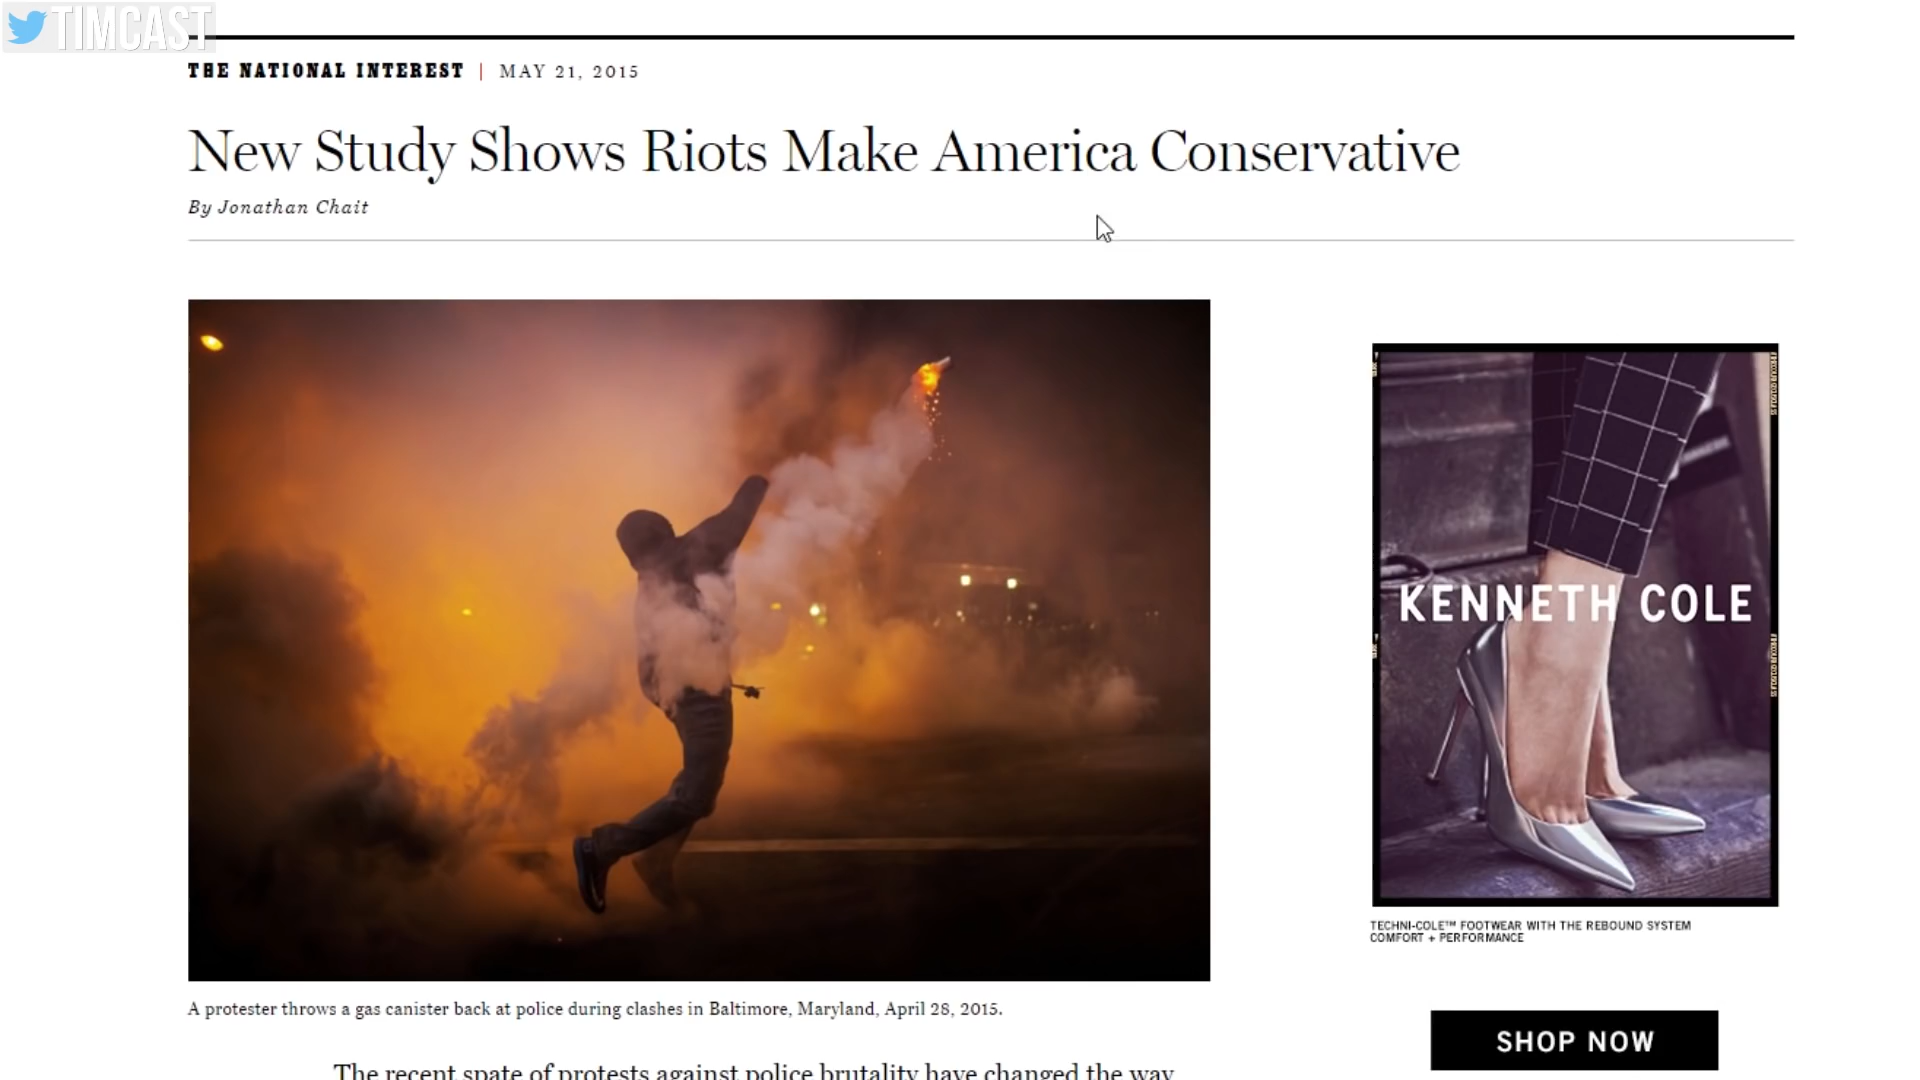 TIMCAST
THE NATIONAL INTEREST | MAY 21, 2015
New Study Shows Riots Make America Conservative
By Jonathan Chait
KENNETH COLE
TECHNI-COLE™ FOOTWEAR WITH THE REBOUND SYSTEM
COMFORT + PERFORMANCE
SHOP NOW
A protester throws a gas canister back at police during clashes in Baltimore, Maryland, April 28, 2015.
The recent spate of protests against police brutality have changed the way